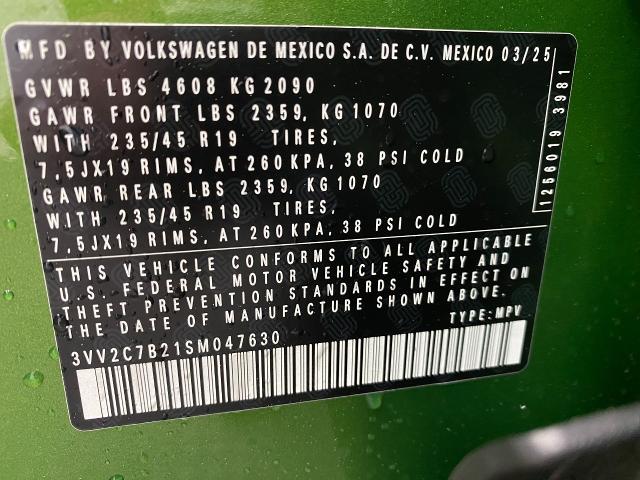 MFD BY VOLKSWAGEN DE MEXICO S.A. DE C.V. MEXICO 03/25
GVWR LBS 4608 KG 2090
GAWR FRONT LBS 2359, KG 1070
WITH 235/45 R19 TIRES,
7,5JX19 RIMS, AT 260 KPA, 38 PSI COLD
GAWR REAR LBS 2359, KG 1070
WITH 235/45 R19 TIRES,
7,5JX19 RIMS, AT 260 KPA, 38 PSI COLD
1256019 3981
THIS VEHICLE CONFORMS TO ALL APPLICABLE
U.S. FEDERAL MOTOR VEHICLE SAFETY AND
THEFT PREVENTION STANDARDS IN EFFECT ON
THE DATE OF MANUFACTURE SHOWN ABOVE.
TYPE: MPV
3VV2C7B21SM047630